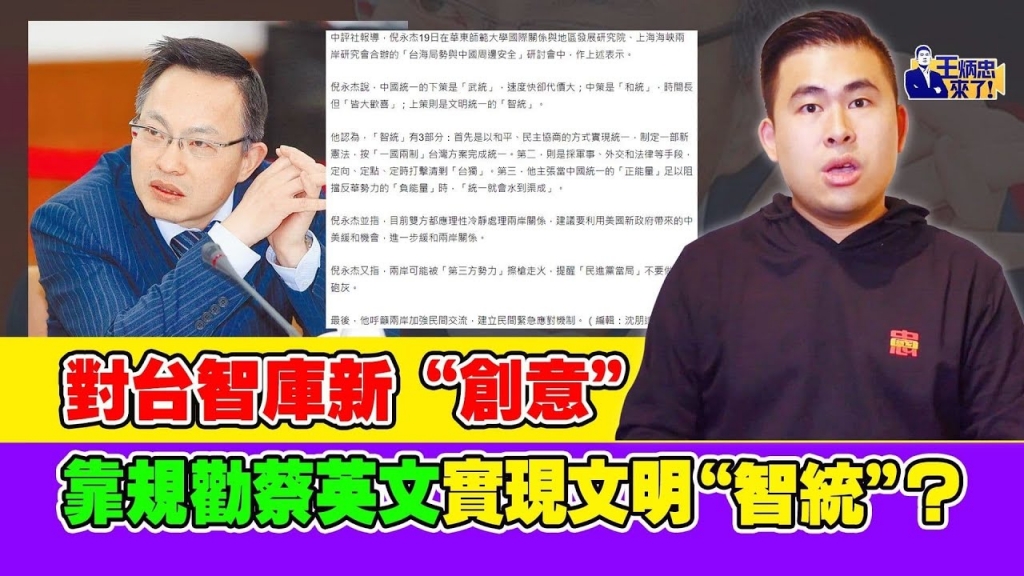 中評社報導，倪永杰19日在華東師範大學國際關係與地區發展研究院、上海海峽兩
岸研究會合辦的「台海局勢與中國周邊安全」研討會中，作上述表示。
倪永杰說，中國統一的下策是「武統」，速度快卻代價大；中策是「和統」，時間長
但「皆大歡喜」；上策則是文明統一的「智統」。
他認為，「智統」有3部分：首先是以和平、民主協商的方式實現統一，制定一部新
憲法，按「一國兩制」台灣方案完成統一。第二，則是採軍事、外交和法律等手段，
定向、定點、定時打擊清剿「台獨」。第三，他主張當中國統一的「正能量」足以阻
擋反華勢力的「負能量」時，「統一就會水到渠成」。
倪永杰並指，目前雙方都應理性冷靜處理兩岸關係，建議要利用美國新政府帶來的中
美緩和機會，進一步緩和兩岸關係。
倪永杰又指，兩岸可能被「第三方勢力」擦槍走火，提醒「民進黨當局」不要
砲灰。
最後，他呼籲兩岸加強民間交流，建立民間緊急應對機制。（編輯：沈朋
王炳忠
來了!
忠
對台智庫新“創意”
靠規勸蔡英文實現文明“智統”？